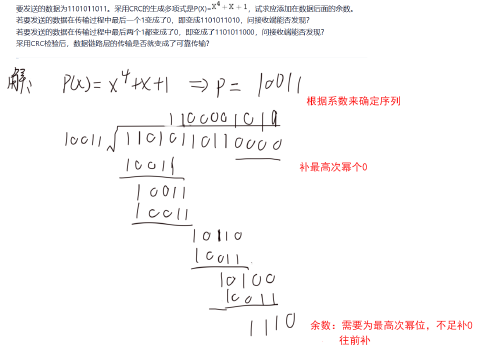 要发送的数据为1101011011。采用CRC的生成多项式是P(X)=X⁴+X+1，试求应添加在数据后面的余数。
若要发送的数据在传输过程中最后一个1变成了0，即变成1101011010，问接收端能否发现？
若要发送的数据在传输过程中最后两个1都变成了0，即变成了1101011000，问接收端能否发现？
采用CRC检验后，数据链路层的传输是否就变成了可靠传输？
解： P(x)=x⁴+x+1 ⇒ P= 10011
根据系数来确定序列
1100001010
10011 √11010110110000
补最高次幂个0
10011
10011
10011
10110
10011
10100
10011
1110
余数：需要为最高次幂位，不足补0
往前补